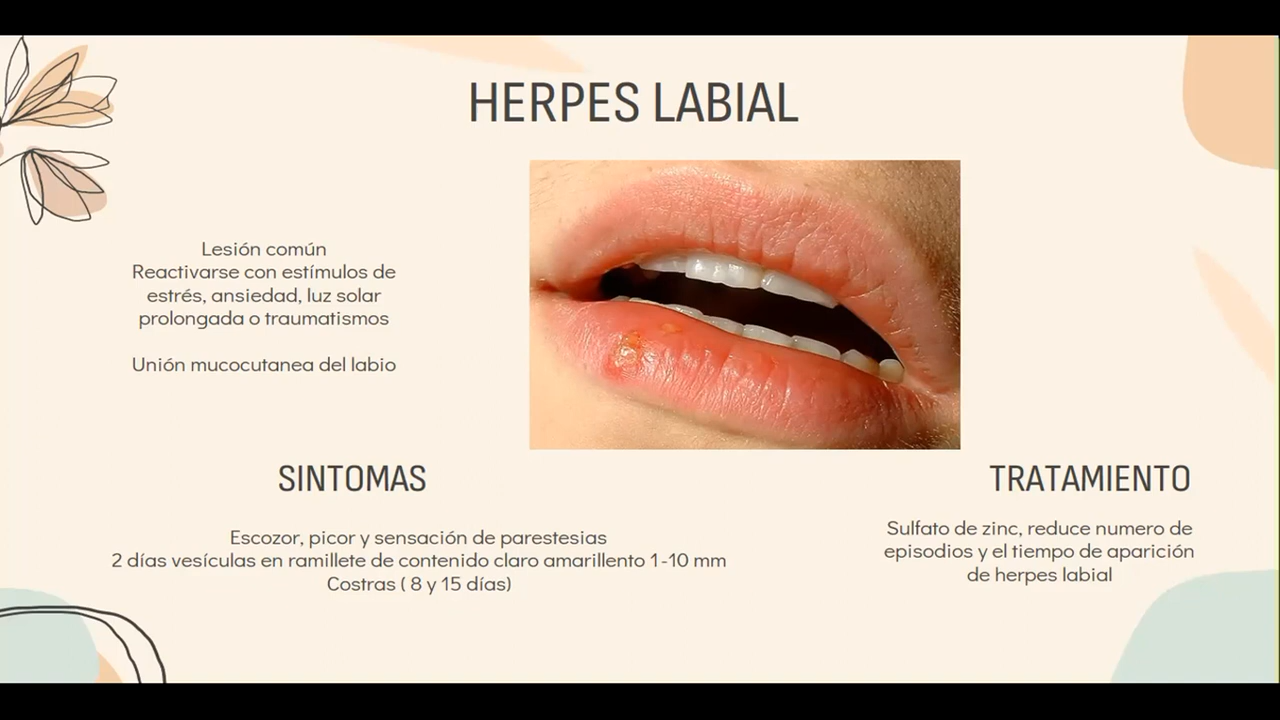 HERPES LABIAL
Lesión común
Reactivarse con estímulos de
estrés, ansiedad, luz solar
prolongada o traumatismos
Unión mucocutanea del labio
SINTOMAS
Escozor, picor y sensación de parestesias
2 días vesículas en ramillete de contenido claro amarillento 1-10 mm
Costras ( 8 y 15 días)
TRATAMIENTO
Sulfato de zinc, reduce numero de
episodios y el tiempo de aparición
de herpes labial